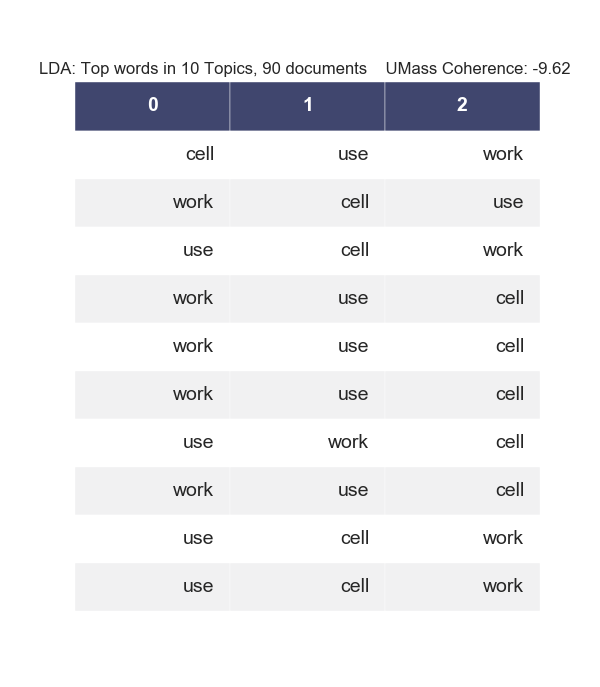 LDA: Top words in 10 Topics, 90 documents    UMass Coherence: -9.62
0 1 2
cell use work
work cell use
use cell work
work use cell
work use cell
work use cell
use work cell
work use cell
use cell work
use cell work